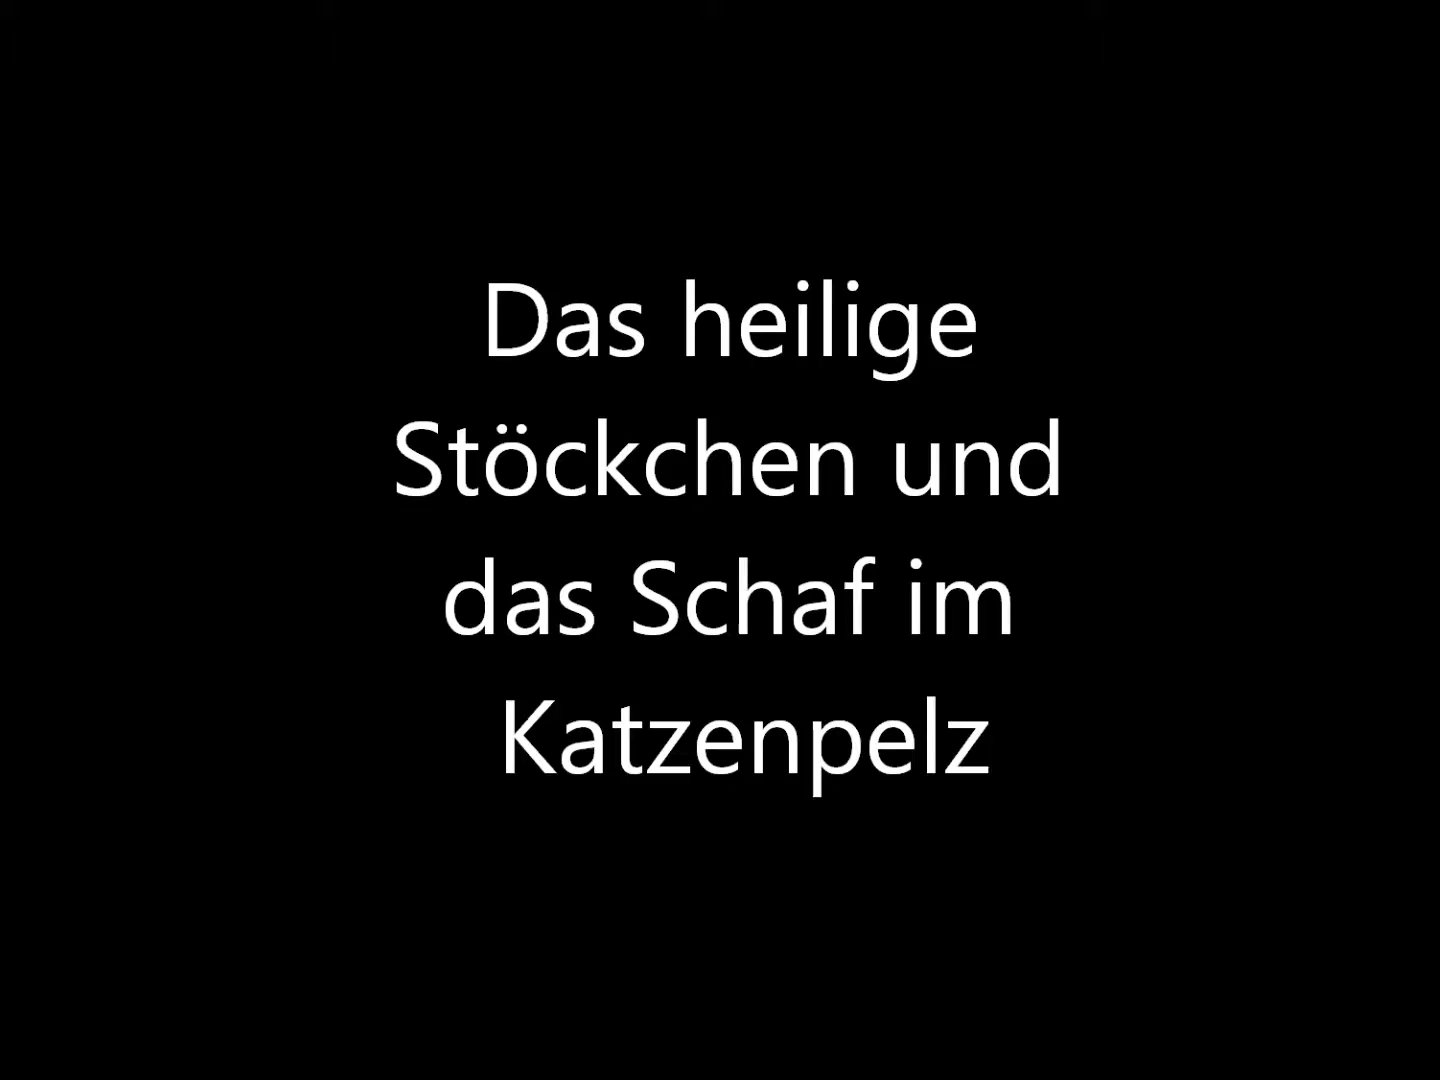 Das heilige
Stöckchen und
das Schaf im
Katzenpelz